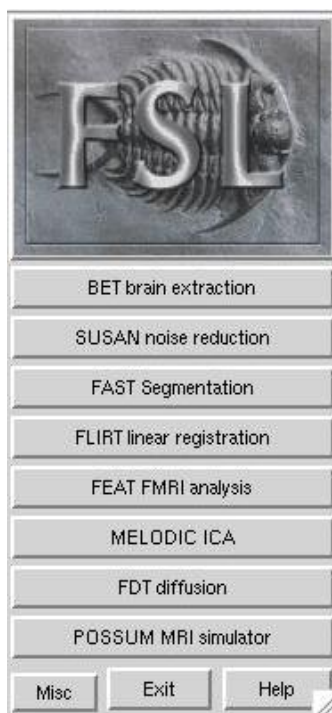 FSL
BET brain extraction
SUSAN noise reduction
FAST Segmentation
FLIRT linear registration
FEAT FMRI analysis
MELODIC ICA
FDT diffusion
POSSUM MRI simulator
Misc Exit Help